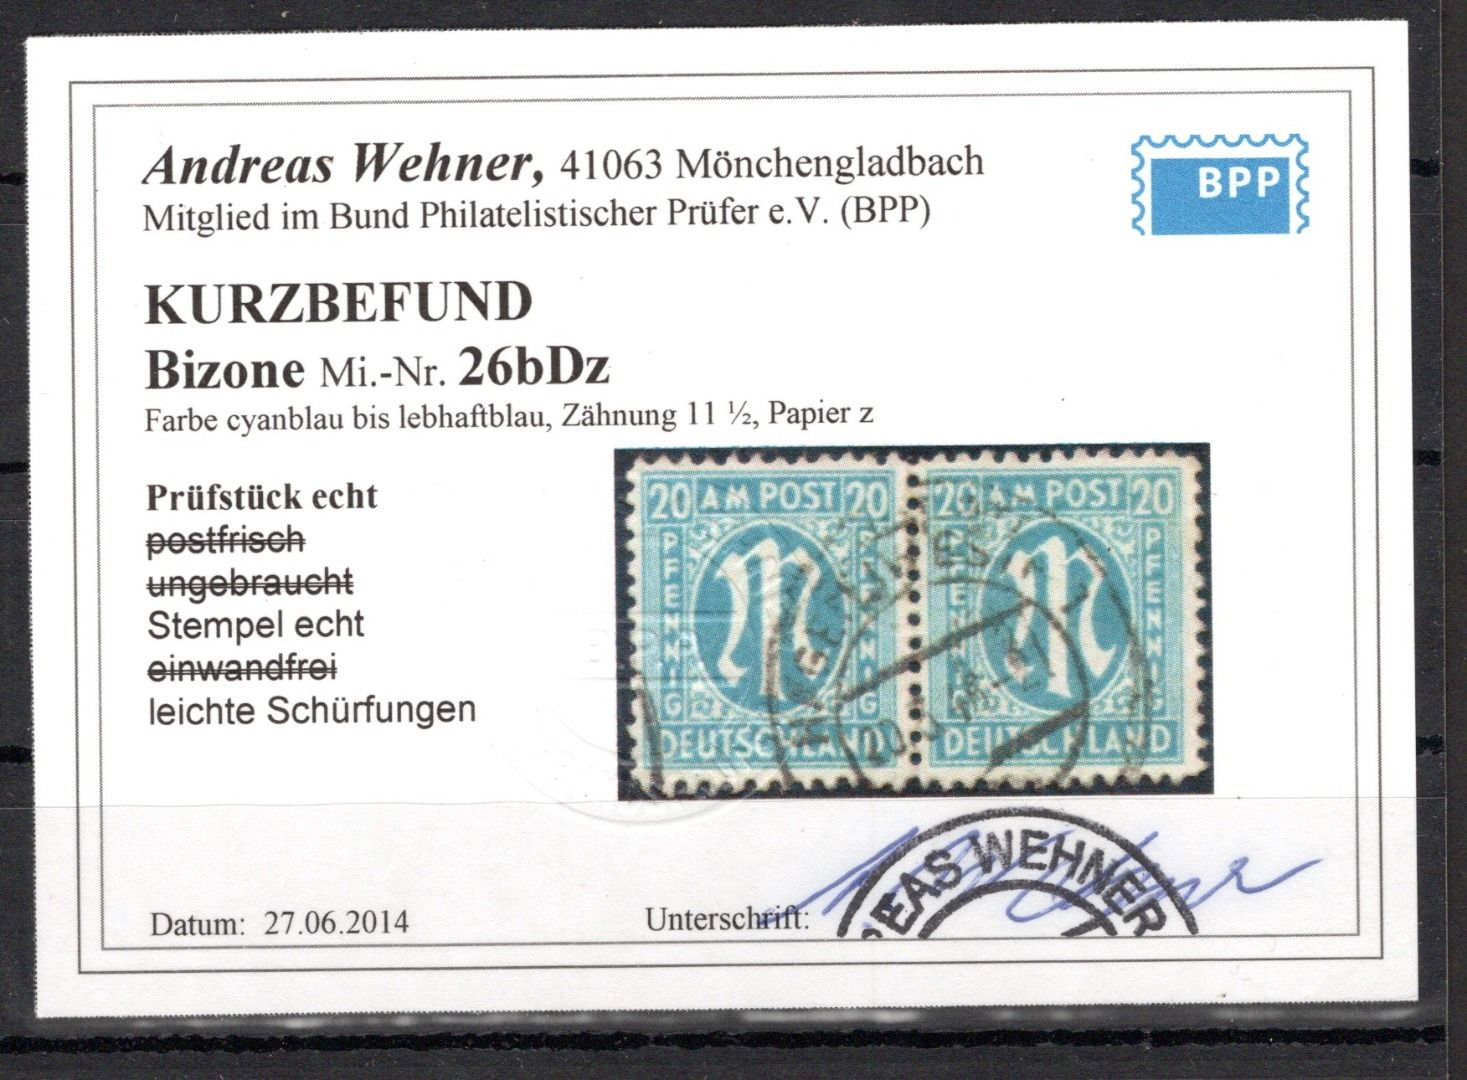 Andreas Wehner, 41063 Mönchengladbach
Mitglied im Bund Philatelistischer Prüfer e.V. (BPP)
BPP
KURZBEFUND
Bizone Mi.-Nr. 26bDz
Farbe cyanblau bis lebhaftblau, Zähnung 11 ½, Papier z
Prüfstück echt
postfrisch
ungebraucht
Stempel echt
einwandfrei
leichte Schürfungen
20 AM POST 20
PFENNIG M PFENNIG
DEUTSCHLAND
20 AM POST 20
PFENNIG M PFENNIG
DEUTSCHLAND
Datum: 27.06.2014
Unterschrift:
REAS WEHNER